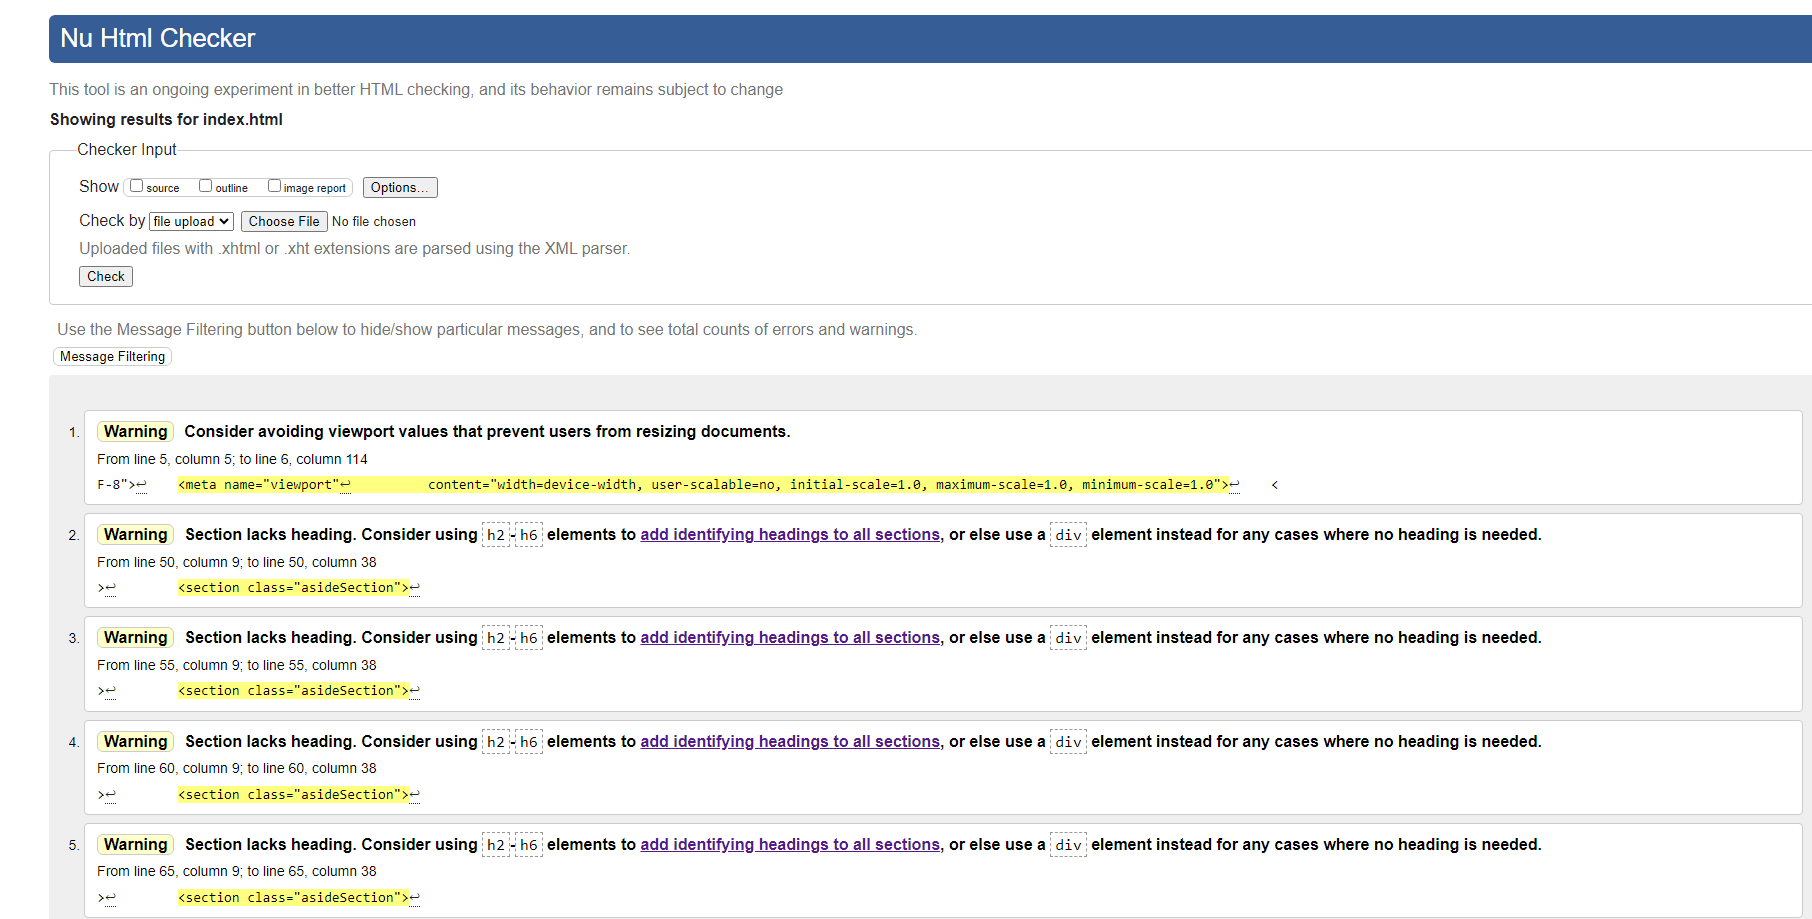 Nu Html Checker
This tool is an ongoing experiment in better HTML checking, and its behavior remains subject to change
Showing results for index.html
Checker Input
Show source outline image report Options...
Check by file upload Choose File No file chosen
Uploaded files with .xhtml or .xht extensions are parsed using the XML parser.
Check
Use the Message Filtering button below to hide/show particular messages, and to see total counts of errors and warnings.
Message Filtering
1. Warning Consider avoiding viewport values that prevent users from resizing documents.
From line 5, column 5; to line 6, column 114
F-8">↩ <meta name="viewport"↩ content="width=device-width, user-scalable=no, initial-scale=1.0, maximum-scale=1.0, minimum-scale=1.0">↩ <
2. Warning Section lacks heading. Consider using h2-h6 elements to add identifying headings to all sections, or else use a div element instead for any cases where no heading is needed.
From line 50, column 9; to line 50, column 38
>↩ <section class="asideSection">↩
3. Warning Section lacks heading. Consider using h2-h6 elements to add identifying headings to all sections, or else use a div element instead for any cases where no heading is needed.
From line 55, column 9; to line 55, column 38
>↩ <section class="asideSection">↩
4. Warning Section lacks heading. Consider using h2-h6 elements to add identifying headings to all sections, or else use a div element instead for any cases where no heading is needed.
From line 60, column 9; to line 60, column 38
>↩ <section class="asideSection">↩
5. Warning Section lacks heading. Consider using h2-h6 elements to add identifying headings to all sections, or else use a div element instead for any cases where no heading is needed.
From line 65, column 9; to line 65, column 38
>↩ <section class="asideSection">↩